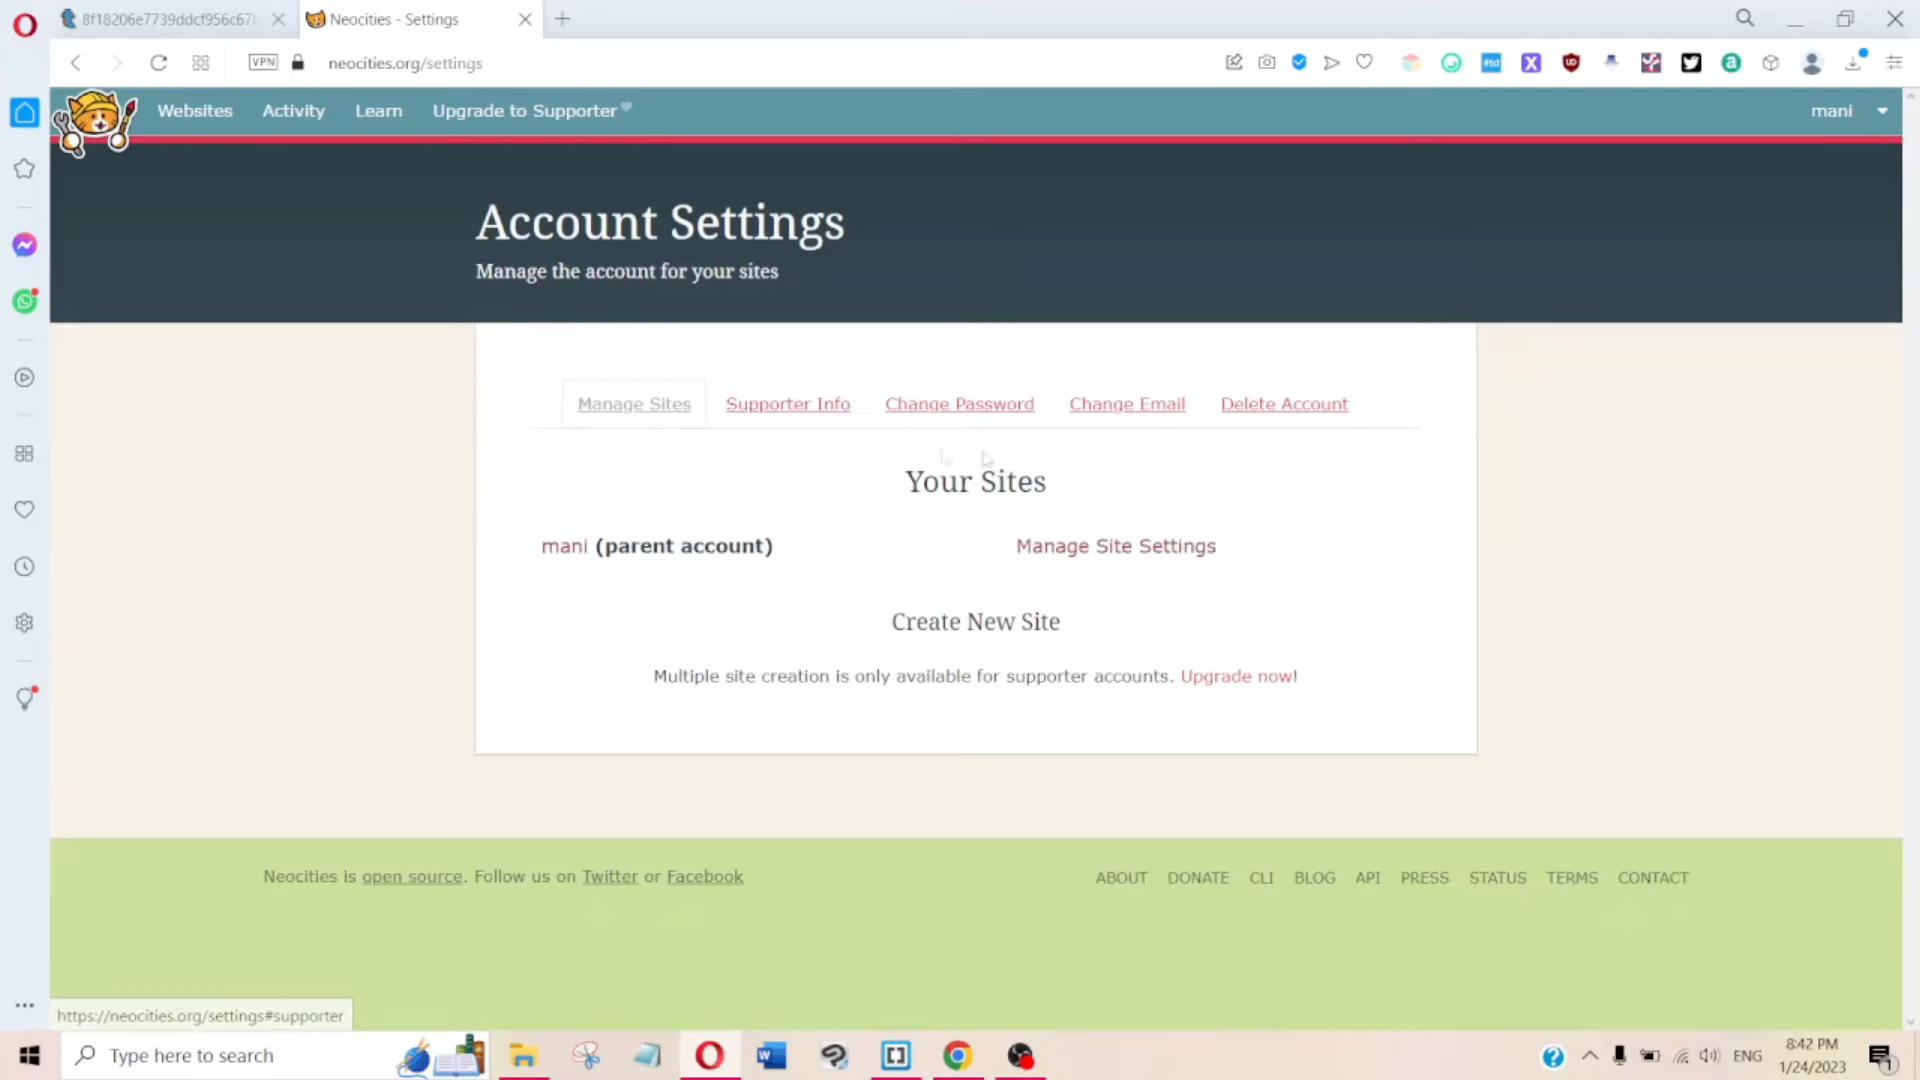 8f18206e7739ddcf956c67
Neocities - Settings
VPN
neocities.org/settings
Websites
Activity
Learn
Upgrade to Supporter
mani
Account Settings
Manage the account for your sites
Manage Sites
Supporter Info
Change Password
Change Email
Delete Account
Your Sites
mani (parent account)
Manage Site Settings
Create New Site
Multiple site creation is only available for supporter accounts. Upgrade now!
Neocities is open source. Follow us on Twitter or Facebook
ABOUT DONATE CLI BLOG API PRESS STATUS TERMS CONTACT
https://neocities.org/settings#supporter
Type here to search
ENG
8:42 PM
1/24/2023
1